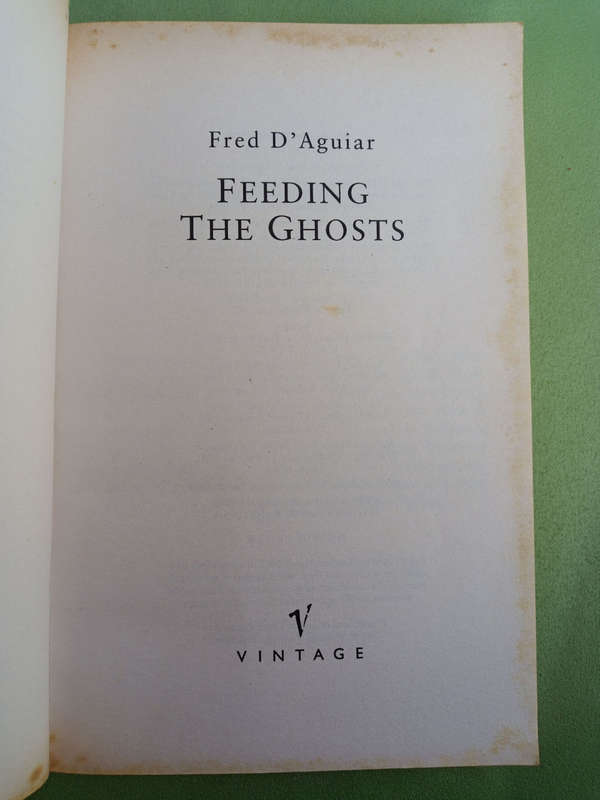 Fred D'Aguiar
FEEDING
THE GHOSTS
VINTAGE